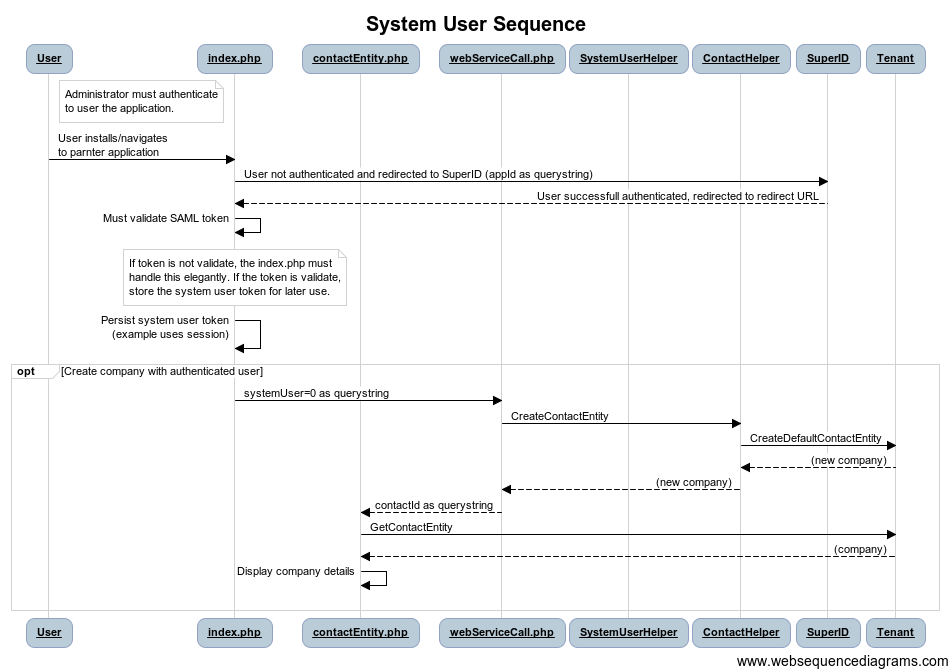 System User Sequence
User
index.php
contactEntity.php
webServiceCall.php
SystemUserHelper
ContactHelper
SuperID
Tenant
Administrator must authenticate
to user the application.
User installs/navigates
to parnter application
User not authenticated and redirected to SuperID (appId as querystring)
User successfull authenticated, redirected to redirect URL
Must validate SAML token
If token is not validate, the index.php must
handle this elegantly. If the token is validate,
store the system user token for later use.
Persist system user token
(example uses session)
opt
[Create company with authenticated user]
systemUser=0 as querystring
CreateContactEntity
CreateDefaultContactEntity
(new company)
(new company)
contactId as querystring
GetContactEntity
(company)
Display company details
User
index.php
contactEntity.php
webServiceCall.php
SystemUserHelper
ContactHelper
SuperID
Tenant
www.websequencediagrams.com